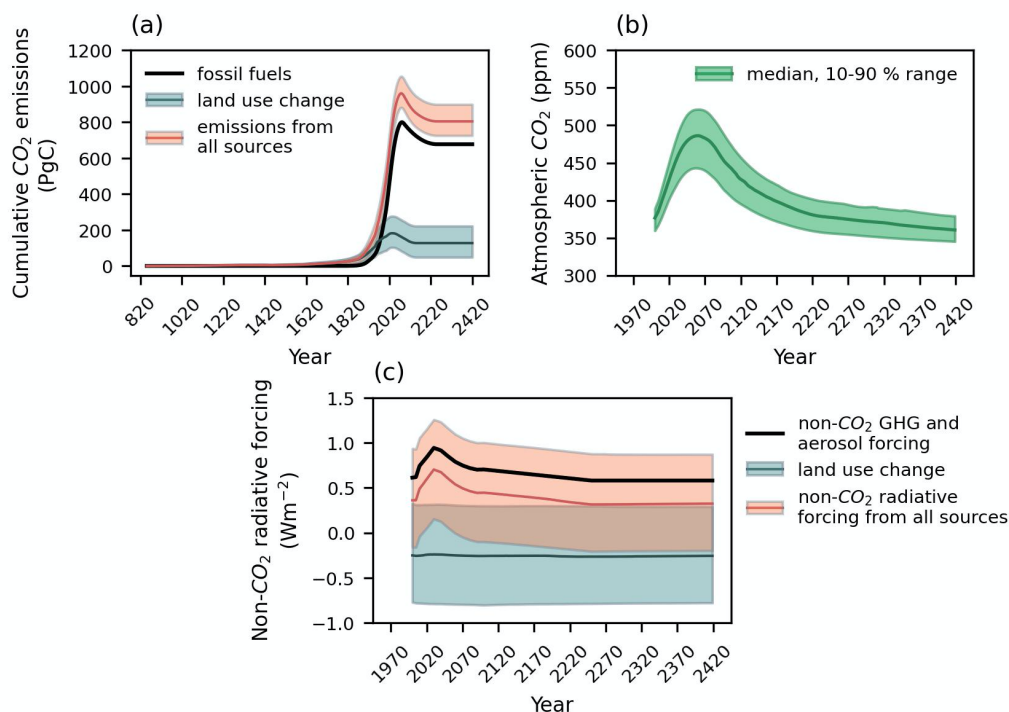 (a)
Cumulative CO2 emissions
(PgC)
1200
1000
800
600
400
200
0
fossil fuels
land use change
emissions from
all sources
820
1020
1220
1420
1620
1820
2020
2220
2420
Year
(b)
Atmospheric CO2 (ppm)
600
550
500
450
400
350
300
median, 10-90 % range
1970
2020
2070
2120
2170
2220
2270
2320
2370
2420
Year
(c)
Non-CO2 radiative forcing
(Wm−2)
1.5
1.0
0.5
0.0
−0.5
−1.0
1970
2020
2070
2120
2170
2220
2270
2320
2370
2420
Year
non-CO2 GHG and
aerosol forcing
land use change
non-CO2 radiative
forcing from all sources